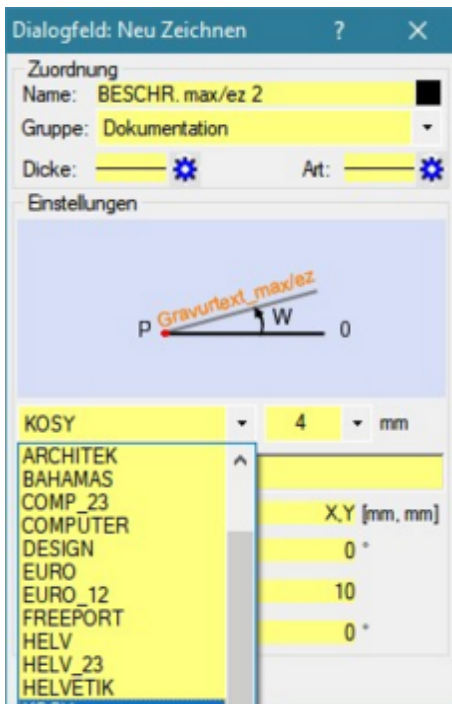 Dialogfeld: Neu Zeichnen ? ×
Zuordnung
Name: BESCHR. max/ez 2
Gruppe: Dokumentation
Dicke: Art:
Einstellungen
Gravurtext_max/ez
P W 0
KOSY 4 mm
ARCHITEK
BAHAMAS
COMP_23
COMPUTER
X,Y [mm, mm]
DESIGN
EURO
0 °
EURO_12
10
FREEPORT
HELV
0 °
HELV_23
HELVETIK